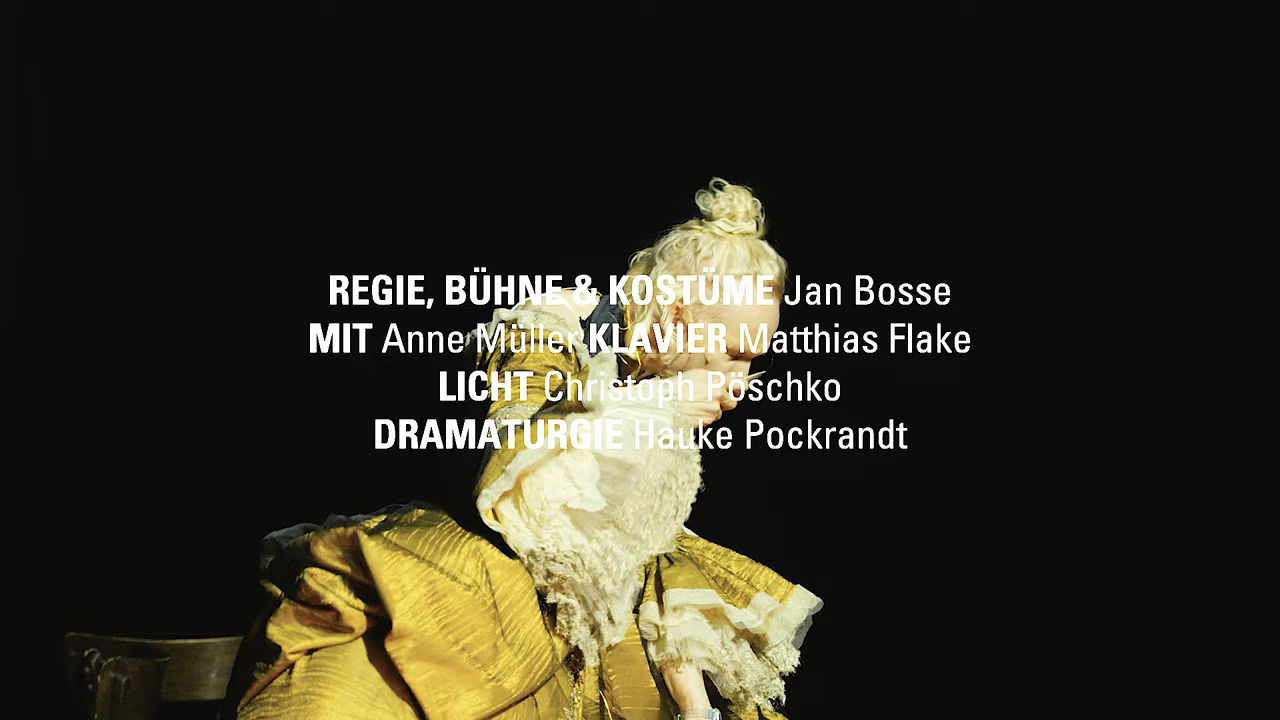 REGIE, BÜHNE & KOSTÜME Jan Bosse
MIT Anne Müller KLAVIER Matthias Flake
LICHT Christoph Pöschko
DRAMATURGIE Hauke Pockrandt